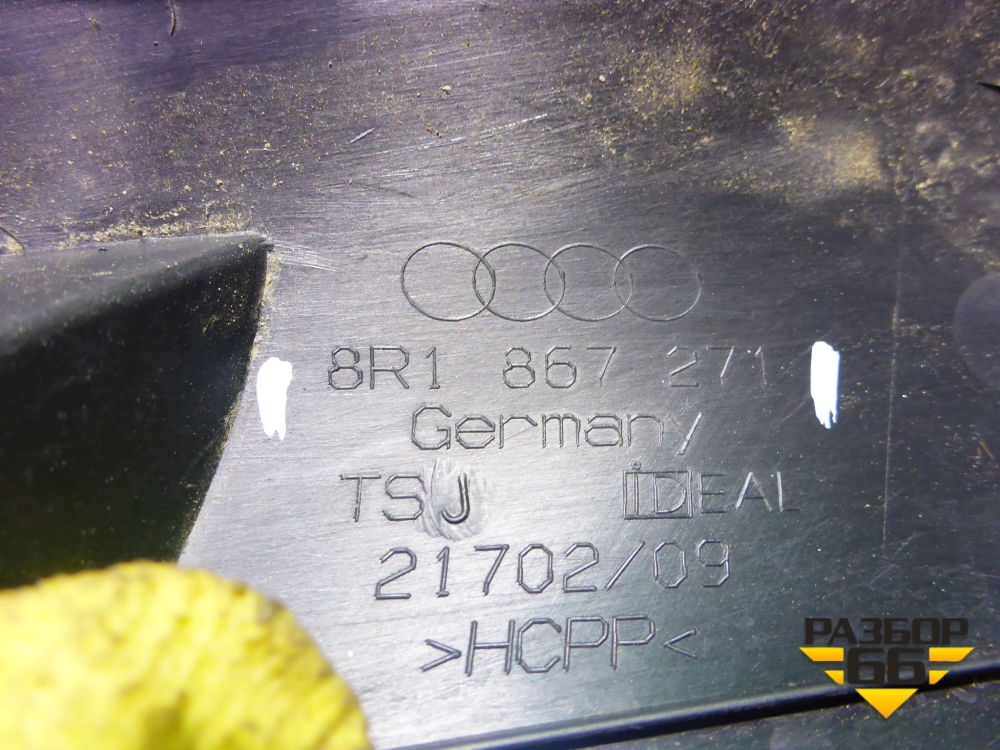 8R1 867 271
Germany
TSJ IDEAL
21702/09
>HCPP<
РАЗБОР
66